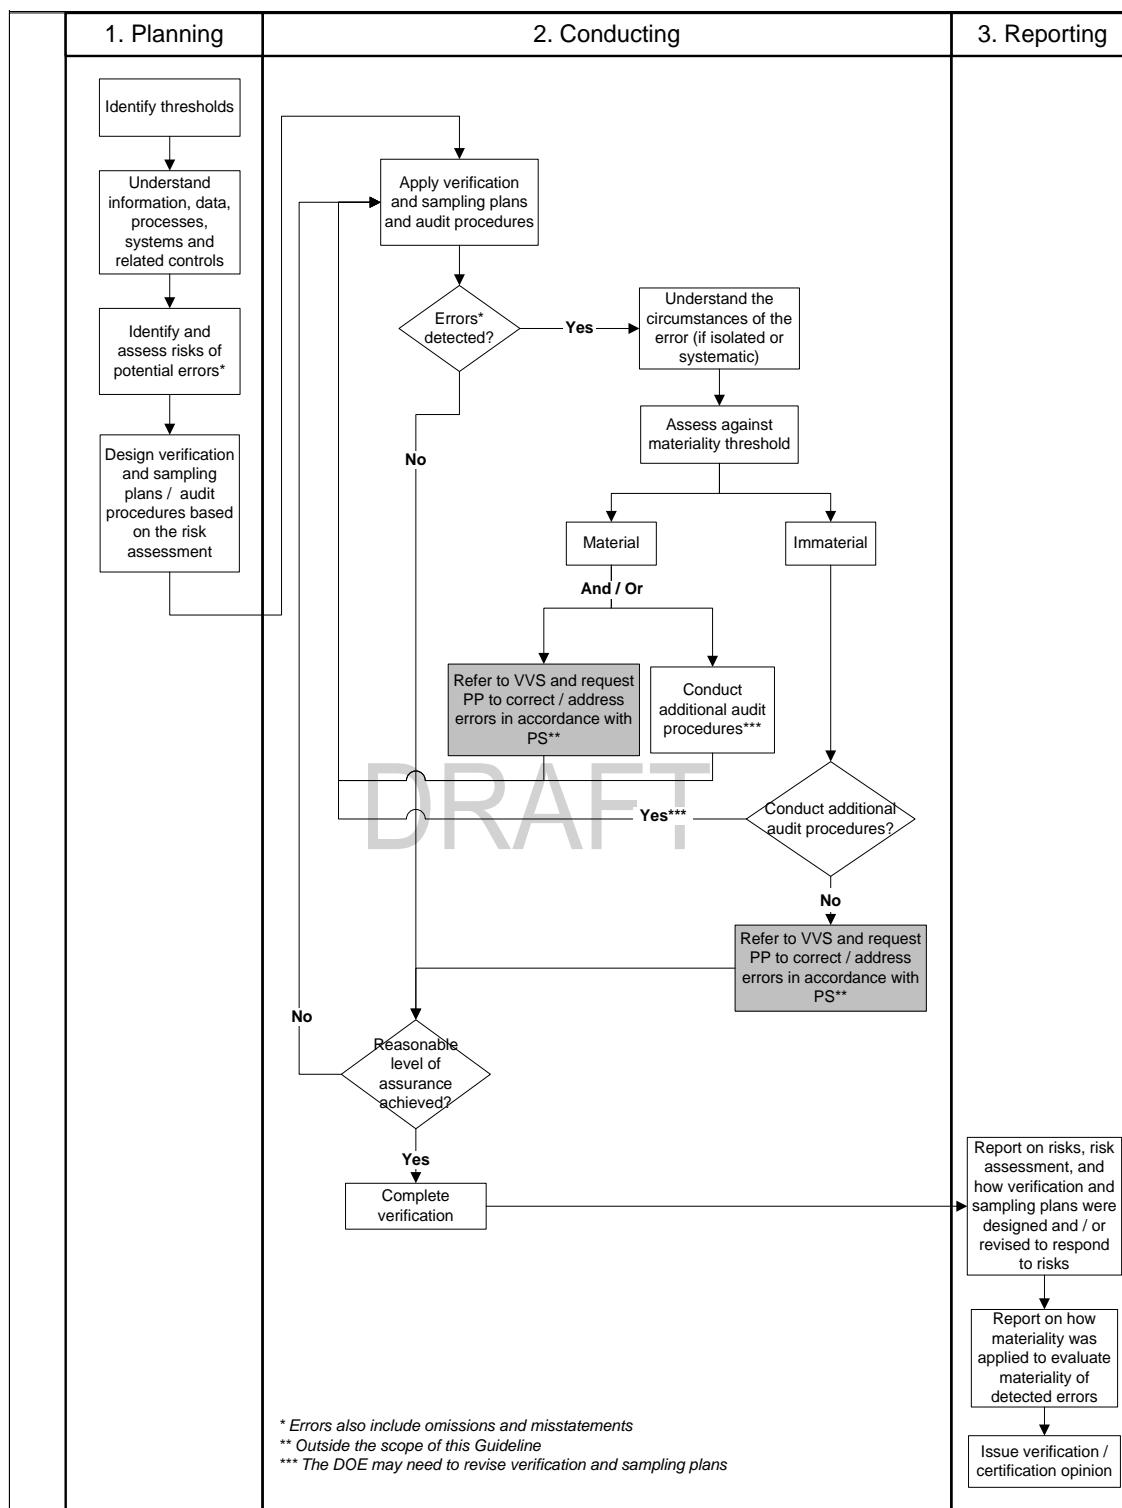 1. Planning
2. Conducting
3. Reporting
Identify thresholds
Understand
information, data,
processes,
systems and
related controls
Identify and
assess risks of
potential errors*
Design verification
and sampling
plans / audit
procedures based
on the risk
assessment
Apply verification
and sampling plans
and audit procedures
Errors*
detected?
Yes
Understand the
circumstances of the
error (if isolated or
systematic)
Assess against
materiality threshold
No
Material
Immaterial
And / Or
Refer to VVS and request
PP to correct / address
errors in accordance with
PS**
Conduct
additional audit
procedures***
DRAFT
Yes***
Conduct additional
audit procedures?
No
Refer to VVS and request
PP to correct / address
errors in accordance with
PS**
No
Reasonable
level of
assurance
achieved?
Yes
Complete
verification
Report on risks, risk
assessment, and
how verification and
sampling plans were
designed and / or
revised to respond
to risks
Report on how
materiality was
applied to evaluate
materiality of
detected errors
Issue verification /
certification opinion
* Errors also include omissions and misstatements
** Outside the scope of this Guideline
*** The DOE may need to revise verification and sampling plans